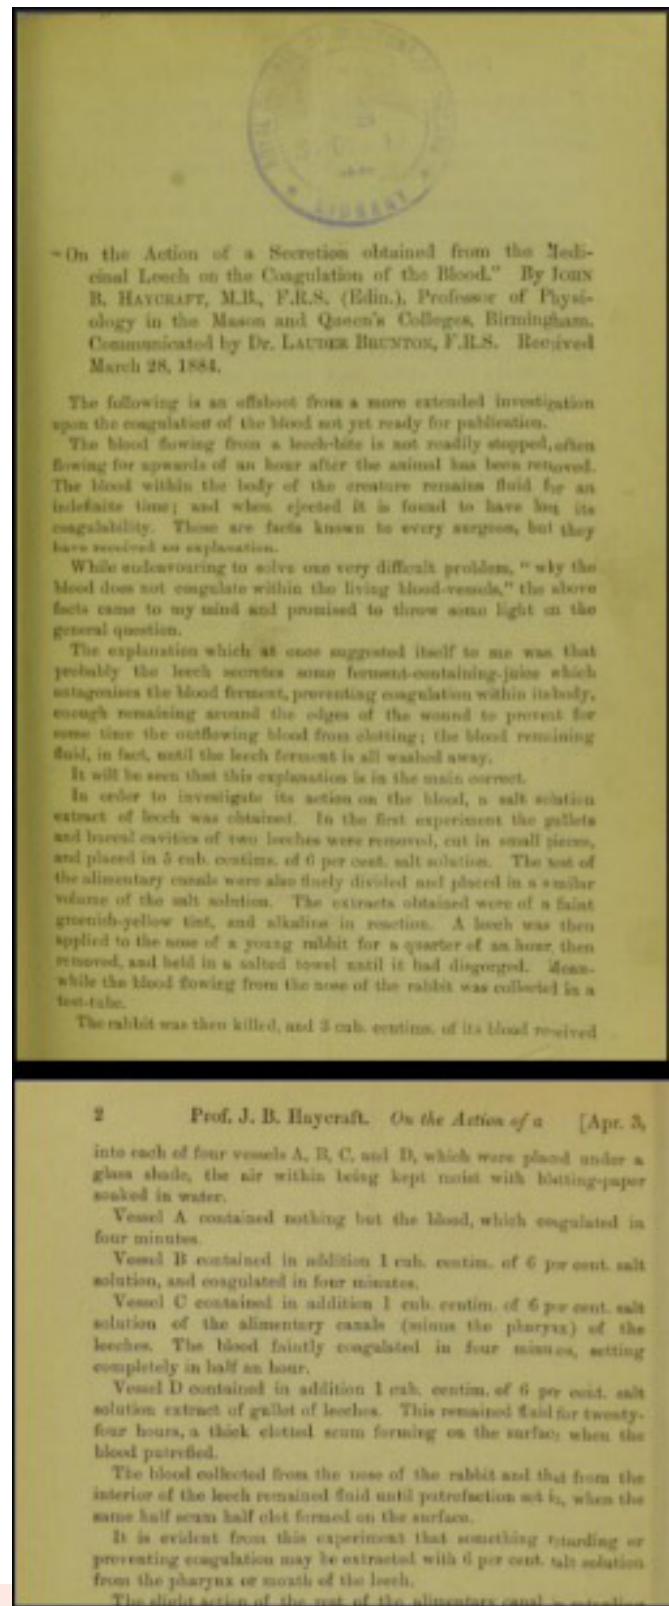 LIBRARY
"On the Action of a Secretion obtained from the Medi-
cinal Leech on the Coagulation of the Blood." By JOHN
B. HAYCRAFT, M.B., F.R.S. (Edin.), Professor of Physi-
ology in the Mason and Queen's Colleges, Birmingham.
Communicated by Dr. LAUDER BRUNTON, F.R.S. Received
March 28, 1884.
The following is an offshoot from a more extended investigation
upon the coagulation of the blood not yet ready for publication.
The blood flowing from a leech-bite is not readily stopped, often
flowing for upwards of an hour after the animal has been removed.
The blood within the body of the creature remains fluid for an
indefinite time; and when ejected it is found to have lost its
coagulability. These are facts known to every surgeon, but they
have received no explanation.
While endeavouring to solve one very difficult problem, "why the
blood does not coagulate within the living blood-vessels," the above
facts came to my mind and promised to throw some light on the
general question.
The explanation which at once suggested itself to me was that
probably the leech secretes some ferment-containing-juice which
antagonises the blood ferment, preventing coagulation within its body,
enough remaining around the edges of the wound to prevent for
some time the outflowing blood from clotting; the blood remaining
fluid, in fact, until the leech ferment is all washed away.
It will be seen that this explanation is in the main correct.
In order to investigate its action on the blood, a salt solution
extract of leech was obtained. In the first experiment the gullets
and buccal cavities of two leeches were removed, cut in small pieces,
and placed in 5 cub. centims. of 6 per cent. salt solution. The rest of
the alimentary canals were also finely divided and placed in a similar
volume of the salt solution. The extracts obtained were of a faint
greenish-yellow tint, and alkaline in reaction. A leech was then
applied to the nose of a young rabbit for a quarter of an hour, then
removed, and held in a salted towel until it had disgorged. Mean-
while the blood flowing from the nose of the rabbit was collected in a
test-tube.
The rabbit was then killed, and 3 cub. centims. of its blood received
2 Prof. J. B. Haycraft. On the Action of a [Apr. 3,
into each of four vessels A, B, C, and D, which were placed under a
glass shade, the air within being kept moist with blotting-paper
soaked in water.
Vessel A contained nothing but the blood, which coagulated in
four minutes.
Vessel B contained in addition 1 cub. centim. of 6 per cent. salt
solution, and coagulated in four minutes.
Vessel C contained in addition 1 cub. centim. of 6 per cent. salt
solution of the alimentary canals (minus the pharynx) of the
leeches. The blood faintly coagulated in four minutes, setting
completely in half an hour.
Vessel D contained in addition 1 cub. centim. of 6 per cent. salt
solution extract of gullet of leeches. This remained fluid for twenty-
four hours, a thick clotted scum forming on the surface when the
blood putrefied.
The blood collected from the nose of the rabbit and that from the
interior of the leech remained fluid until putrefaction set in, when the
same half scum half clot formed on the surface.
It is evident from this experiment that something retarding or
preventing coagulation may be extracted with 6 per cent. salt solution
from the pharynx or mouth of the leech.
The slight action of the rest of the alimentary canal